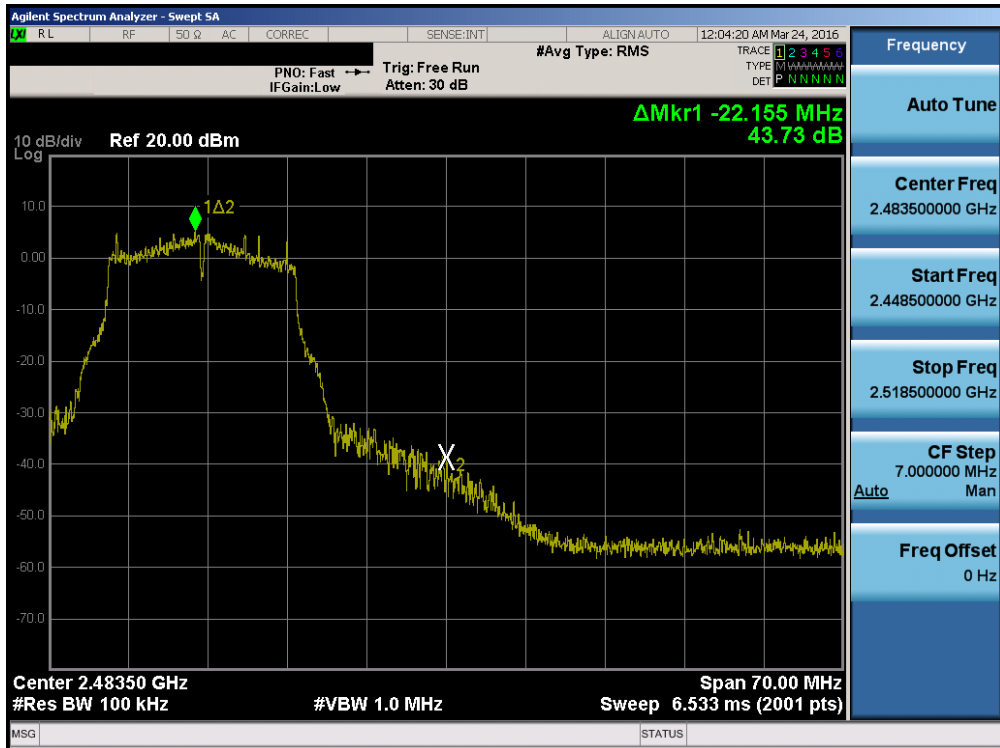 Agilent Spectrum Analyzer - Swept SA
LXI RL RF 50 Ω AC CORREC SENSE:INT ALIGN AUTO 12:04:20 AM Mar 24, 2016
#Avg Type: RMS
TRACE 1 2 3 4 5 6
PNO: Fast Trig: Free Run
TYPE M
IFGain:Low Atten: 30 dB
DET P N N N N N
ΔMkr1 -22.155 MHz
43.73 dB
10 dB/div Ref 20.00 dBm
Log
1Δ2
10.0
0.00
-10.0
-20.0
-30.0
-40.0
X2
-50.0
-60.0
-70.0
Center 2.48350 GHz Span 70.00 MHz
#Res BW 100 kHz #VBW 1.0 MHz Sweep 6.533 ms (2001 pts)
MSG STATUS
Frequency
Auto Tune
Center Freq
2.483500000 GHz
Start Freq
2.448500000 GHz
Stop Freq
2.518500000 GHz
CF Step
7.000000 MHz
Auto Man
Freq Offset
0 Hz